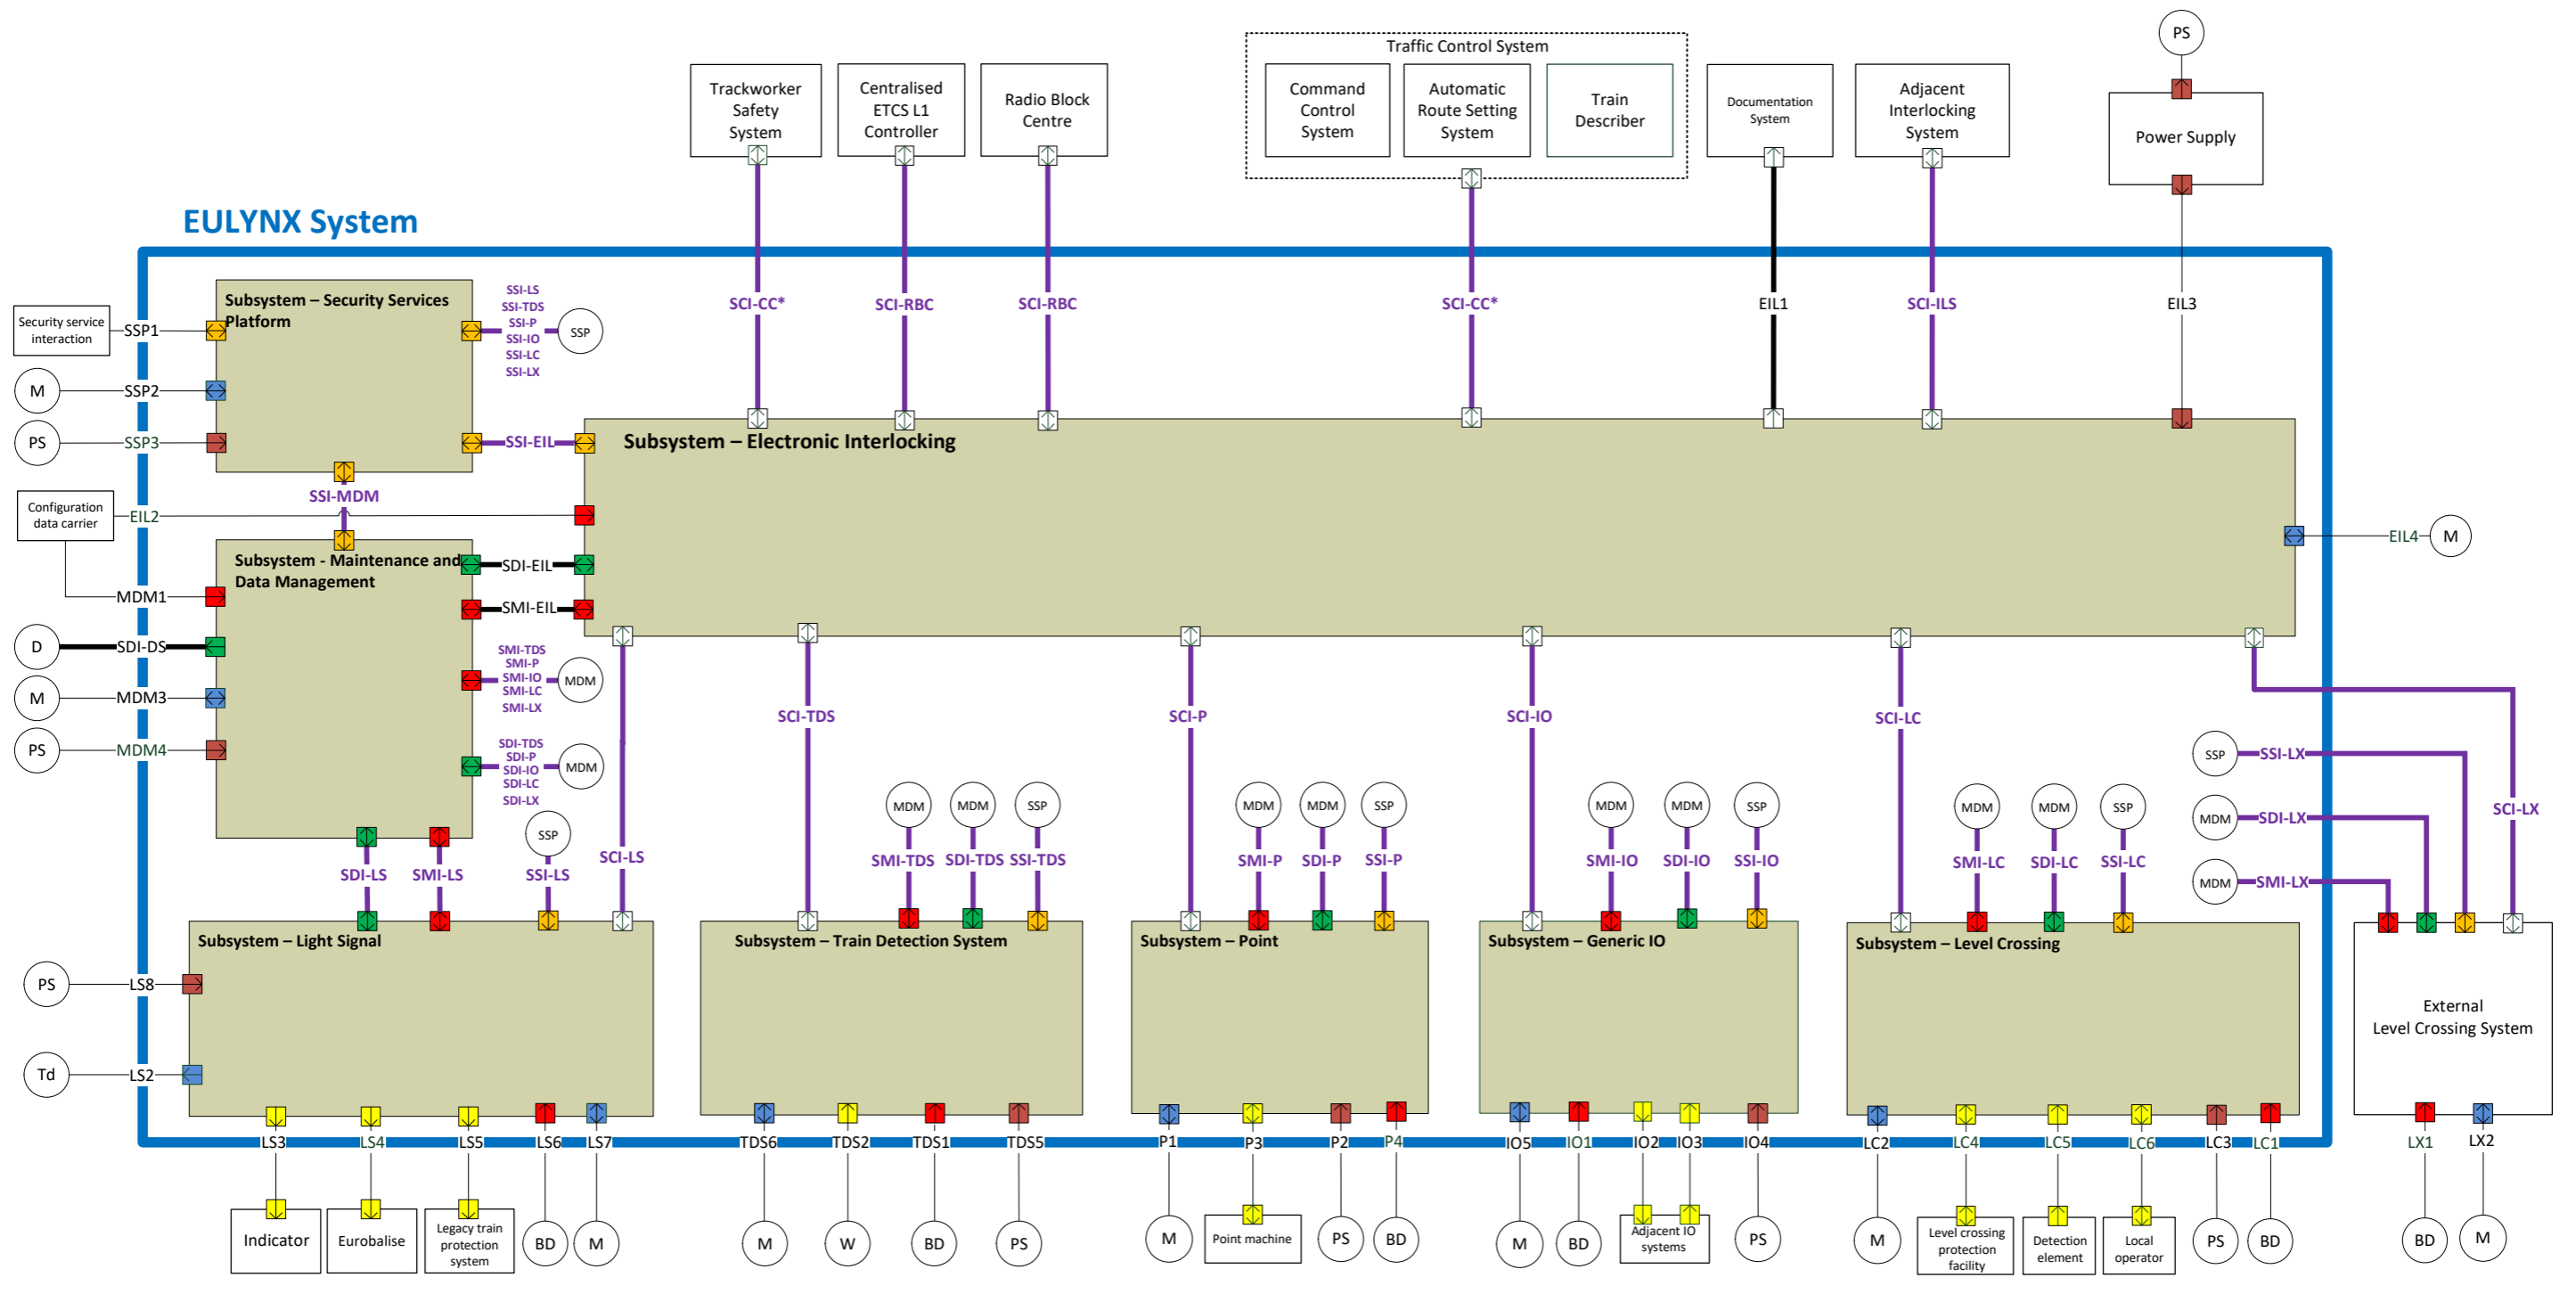 PS
Traffic Control System
Trackworker
Safety
System
Centralised
ETCS L1
Controller
Radio Block
Centre
Command
Control
System
Automatic
Route Setting
System
Train
Describer
Documentation
System
Adjacent
Interlocking
System
Power Supply
EULYNX System
SCI-CC*
SCI-RBC
SCI-RBC
SCI-CC*
EIL1
SCI-ILS
EIL3
Security service
interaction
SSP1
Subsystem – Security Services
Platform
SSI-LS
SSI-TDS
SSI-P
SSI-IO
SSI-LC
SSI-LX
SSP
M
SSP2
PS
SSP3
SSI-EIL
Subsystem – Electronic Interlocking
SSI-MDM
Configuration
data carrier
EIL2
EIL4
M
Subsystem - Maintenance and
Data Management
SDI-EIL
SMI-EIL
MDM1
D
SDI-DS
M
MDM3
PS
MDM4
SMI-TDS
SMI-P
SMI-IO
SMI-LC
SMI-LX
MDM
SDI-TDS
SDI-P
SDI-IO
SDI-LC
SDI-LX
MDM
SCI-TDS
SCI-P
SCI-IO
SCI-LC
SSP
SSI-LX
MDM
SDI-LX
SCI-LX
MDM
SMI-LX
SSP
SDI-LS
SMI-LS
SSI-LS
SCI-LS
MDM
MDM
SSP
SMI-TDS
SDI-TDS
SSI-TDS
MDM
MDM
SSP
SMI-P
SDI-P
SSI-P
MDM
MDM
SSP
SMI-IO
SDI-IO
SSI-IO
MDM
MDM
SSP
SMI-LC
SDI-LC
SSI-LC
Subsystem – Light Signal
Subsystem – Train Detection System
Subsystem – Point
Subsystem – Generic IO
Subsystem – Level Crossing
External
Level Crossing System
PS
LS8
Td
LS2
LS3
LS4
LS5
LS6
LS7
TDS6
TDS2
TDS1
TDS5
P1
P3
P2
P4
IO5
IO1
IO2
IO3
IO4
LC2
LC4
LC5
LC6
LC3
LC1
LX1
LX2
Indicator
Eurobalise
Legacy train
protection
system
BD
M
M
W
BD
PS
M
Point machine
PS
BD
M
BD
Adjacent IO
systems
PS
M
Level crossing
protection
facility
Detection
element
Local
operator
PS
BD
BD
M